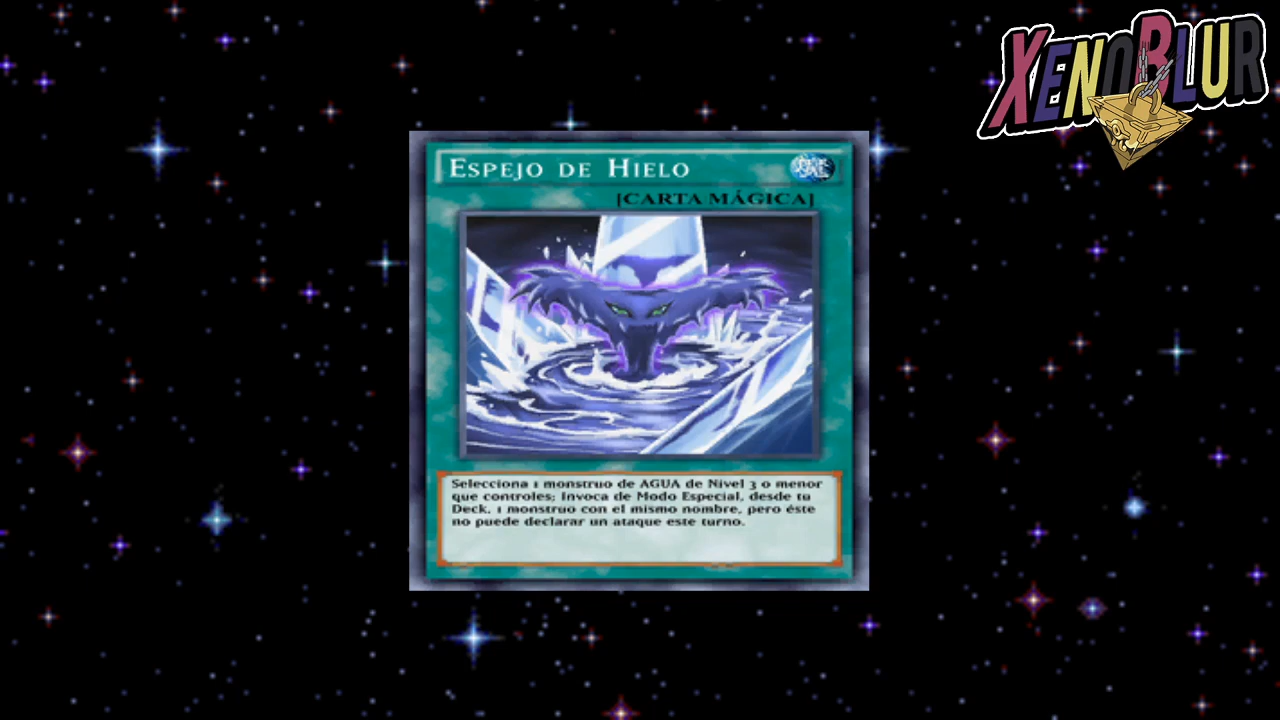 XENOBLUR
ESPEJO DE HIELO
[CARTA MÁGICA]
Selecciona 1 monstruo de AGUA de Nivel 3 o menor
que controles; Invoca de Modo Especial, desde tu
Deck, 1 monstruo con el mismo nombre, pero éste
no puede declarar un ataque este turno.